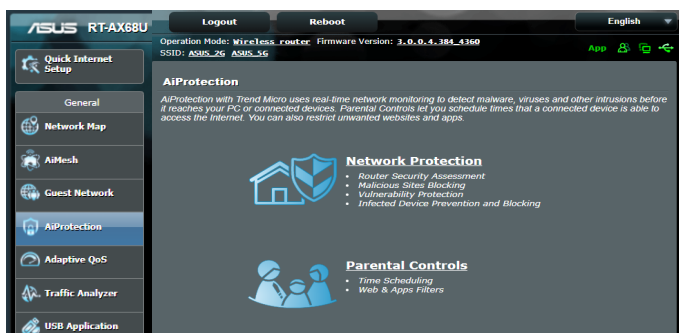 ASUS RT-AX68U
Logout
Reboot
English
Operation Mode: Wireless router Firmware Version: 3.0.0.4.384_4360
SSID: ASUS_2G ASUS_5G
App
Quick Internet
Setup
General
Network Map
AiMesh
Guest Network
AiProtection
Adaptive QoS
Traffic Analyzer
USB Application
AiProtection
AiProtection with Trend Micro uses real-time network monitoring to detect malware, viruses and other intrusions before
it reaches your PC or connected devices. Parental Controls let you schedule times that a connected device is able to
access the Internet. You can also restrict unwanted websites and apps.
Network Protection
• Router Security Assessment
• Malicious Sites Blocking
• Vulnerability Protection
• Infected Device Prevention and Blocking
Parental Controls
• Time Scheduling
• Web & Apps Filters